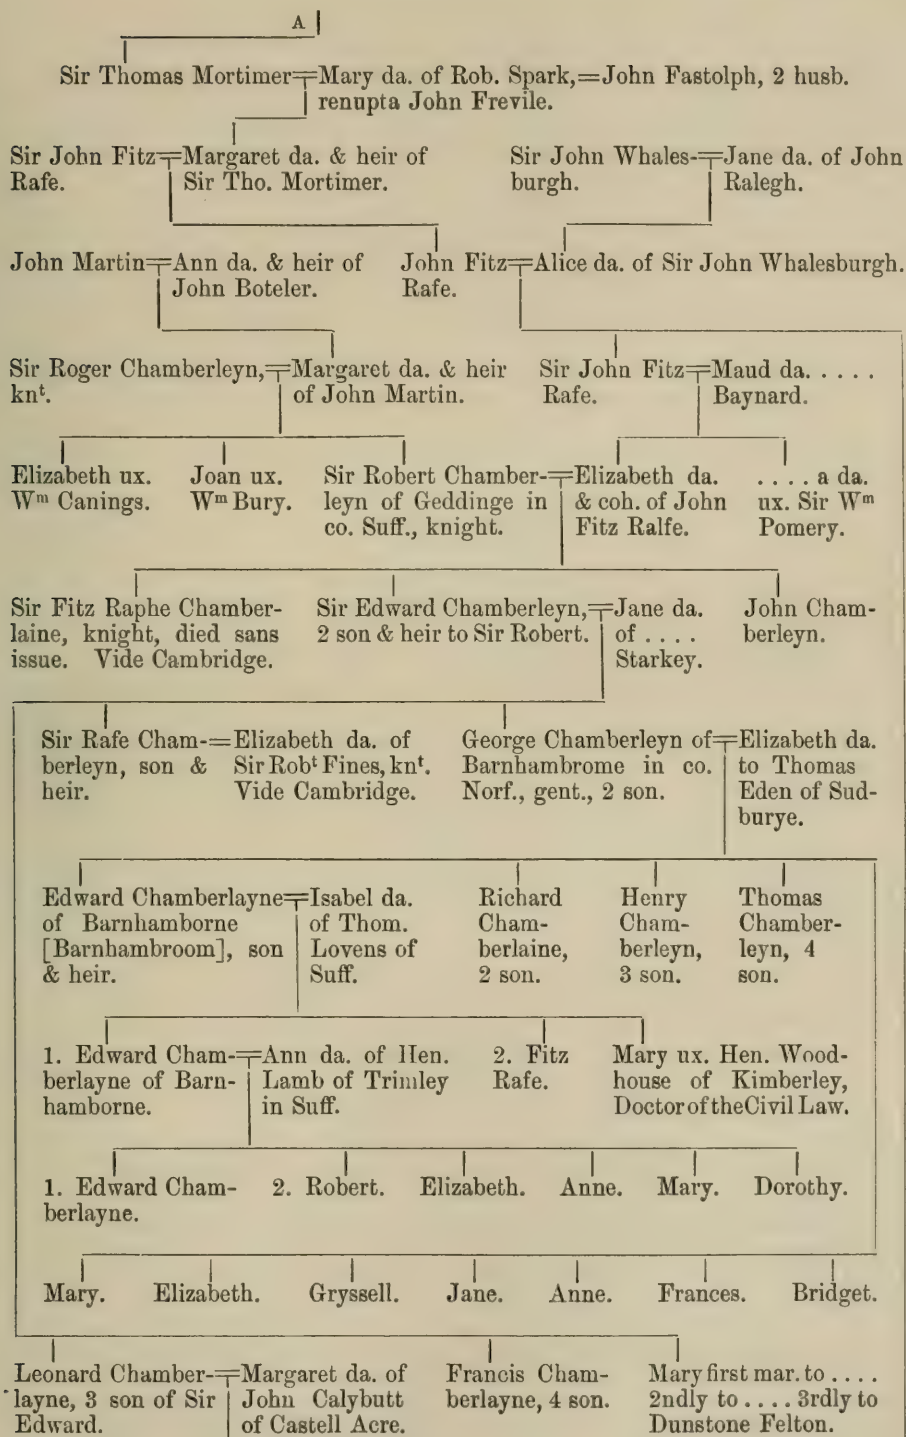 A
Sir Thomas Mortimer=Mary da. of Rob. Spark,=John Fastolph, 2 husb.
renupta John Frevile.
Sir John Fitz=Margaret da. & heir of
Rafe. Sir Tho. Mortimer.
Sir John Whales-=Jane da. of John
burgh. Ralegh.
John Martin=Ann da. & heir of
John Boteler.
John Fitz=Alice da. of Sir John Whalesburgh.
Rafe.
Sir Roger Chamberleyn,=Margaret da. & heir
knt. of John Martin.
Sir John Fitz=Maud da. . . . .
Rafe. Baynard.
Elizabeth ux.
Wm Canings.
Joan ux.
Wm Bury.
Sir Robert Chamber-=Elizabeth da.
leyn of Geddinge in & coh. of John
co. Suff., knight. Fitz Ralfe.
. . . . a da.
ux. Sir Wm
Pomery.
Sir Fitz Raphe Chamber-
laine, knight, died sans
issue. Vide Cambridge.
Sir Edward Chamberleyn,=Jane da.
2 son & heir to Sir Robert. of . . . .
Starkey.
John Cham-
berleyn.
Sir Rafe Cham-=Elizabeth da. of
berleyn, son & Sir Robt Fines, knt.
heir. Vide Cambridge.
George Chamberleyn of=Elizabeth da.
Barnhambrome in co. to Thomas
Norf., gent., 2 son. Eden of Sud-
burye.
Edward Chamberlayne=Isabel da.
of Barnhamborne of Thom.
[Barnhambroom], son Lovens of
& heir. Suff.
Richard
Cham-
berlaine,
2 son.
Henry
Cham-
berleyn,
3 son.
Thomas
Chamber-
leyn, 4
son.
1. Edward Cham-=Ann da. of Hen.
berlayne of Barn- Lamb of Trimley
hamborne. in Suff.
2. Fitz
Rafe.
Mary ux. Hen. Wood-
house of Kimberley,
Doctor of the Civil Law.
1. Edward Cham- 2. Robert. Elizabeth. Anne. Mary. Dorothy.
berlayne.
Mary. Elizabeth. Gryssell. Jane. Anne. Frances. Bridget.
Leonard Chamber-=Margaret da. of
layne, 3 son of Sir John Calybutt
Edward. of Castell Acre.
Francis Cham-
berlayne, 4 son.
Mary first mar. to . . . .
2ndly to . . . . 3rdly to
Dunstone Felton.